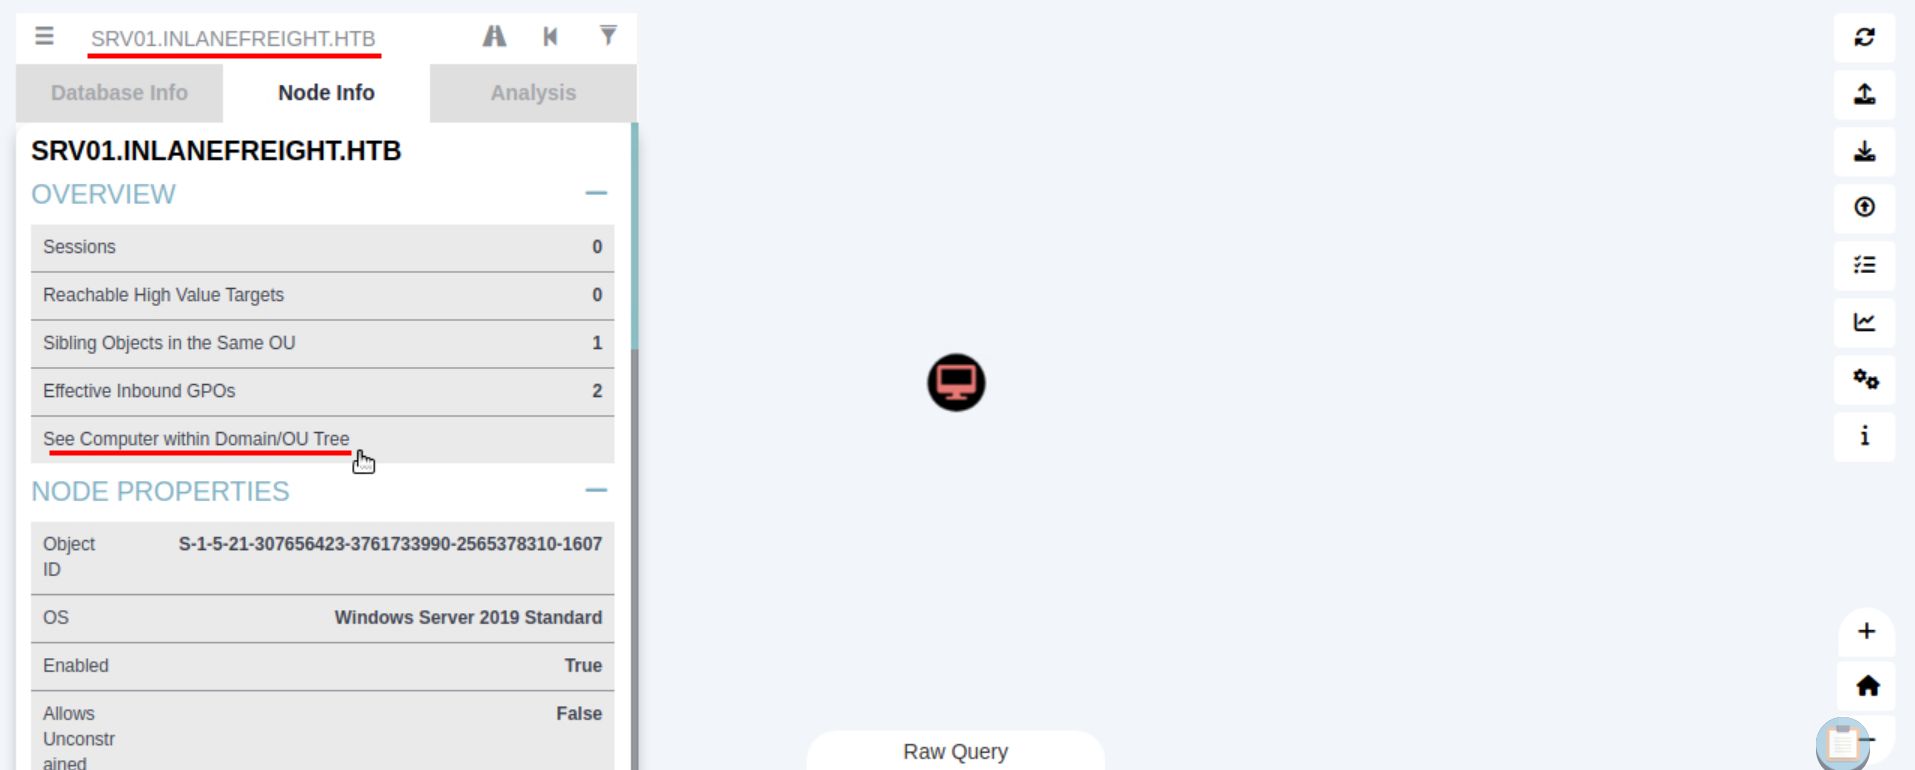 SRV01.INLANEFREIGHT.HTB
Database Info
Node Info
Analysis
SRV01.INLANEFREIGHT.HTB
OVERVIEW
Sessions 0
Reachable High Value Targets 0
Sibling Objects in the Same OU 1
Effective Inbound GPOs 2
See Computer within Domain/OU Tree
NODE PROPERTIES
Object S-1-5-21-307656423-3761733990-2565378310-1607
ID
OS Windows Server 2019 Standard
Enabled True
Allows False
Unconstr
ained
Raw Query